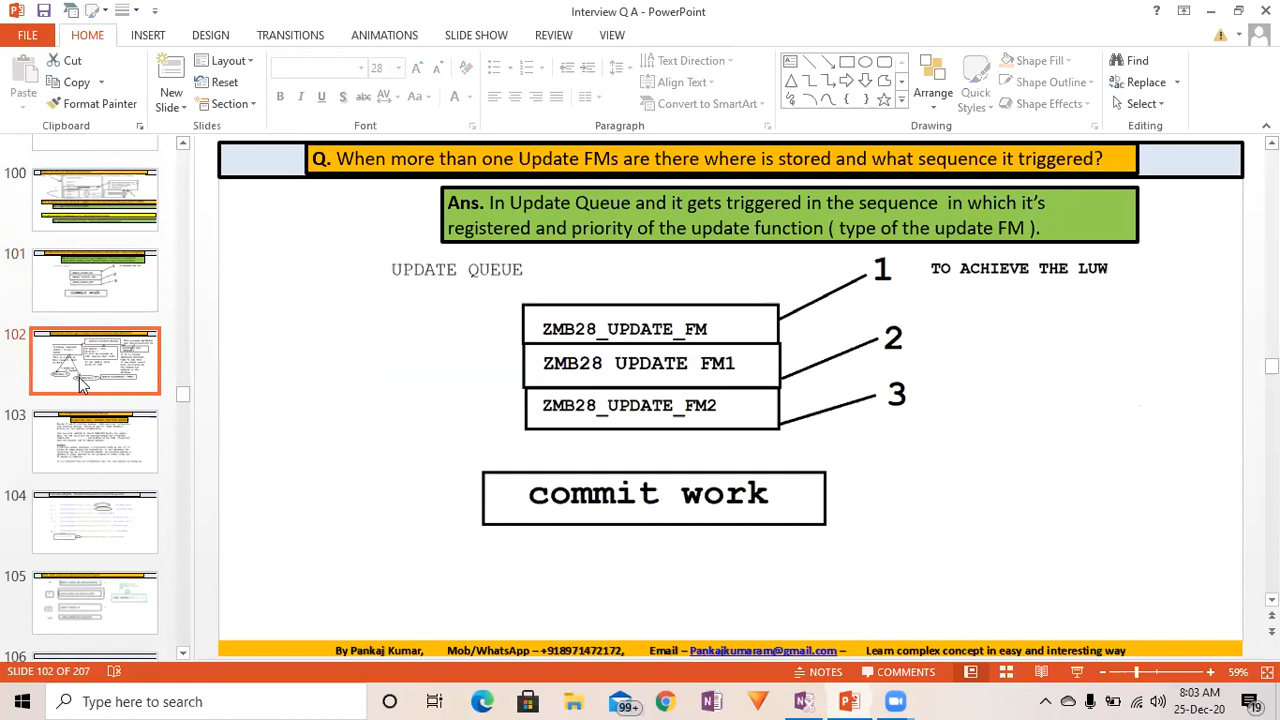 Interview Q A - PowerPoint
FILE HOME INSERT DESIGN TRANSITIONS ANIMATIONS SLIDE SHOW REVIEW VIEW
Cut
Copy
Format Painter
Paste
Clipboard
New
Slide
Layout
Reset
Section
Slides
28
Font
Text Direction
Align Text
Convert to SmartArt
Paragraph
Arrange
Quick
Styles
Shape Fill
Shape Outline
Shape Effects
Drawing
Find
Replace
Select
Editing
100
101
102
103
104
105
106
Q. When more than one Update FMs are there where is stored and what sequence it triggered?
Ans. In Update Queue and it gets triggered in the sequence in which it's
registered and priority of the update function ( type of the update FM ).
UPDATE QUEUE
1
TO ACHIEVE THE LUW
ZMB28_UPDATE_FM
2
ZMB28 UPDATE FM1
3
ZMB28_UPDATE_FM2
commit work
By Pankaj Kumar, Mob/WhatsApp – +918971472172, Email – Pankajkumaram@gmail.com – Learn complex concept in easy and interesting way
SLIDE 102 OF 207
NOTES
COMMENTS
59%
Type here to search
99+
8:03 AM
25-Dec-20
19